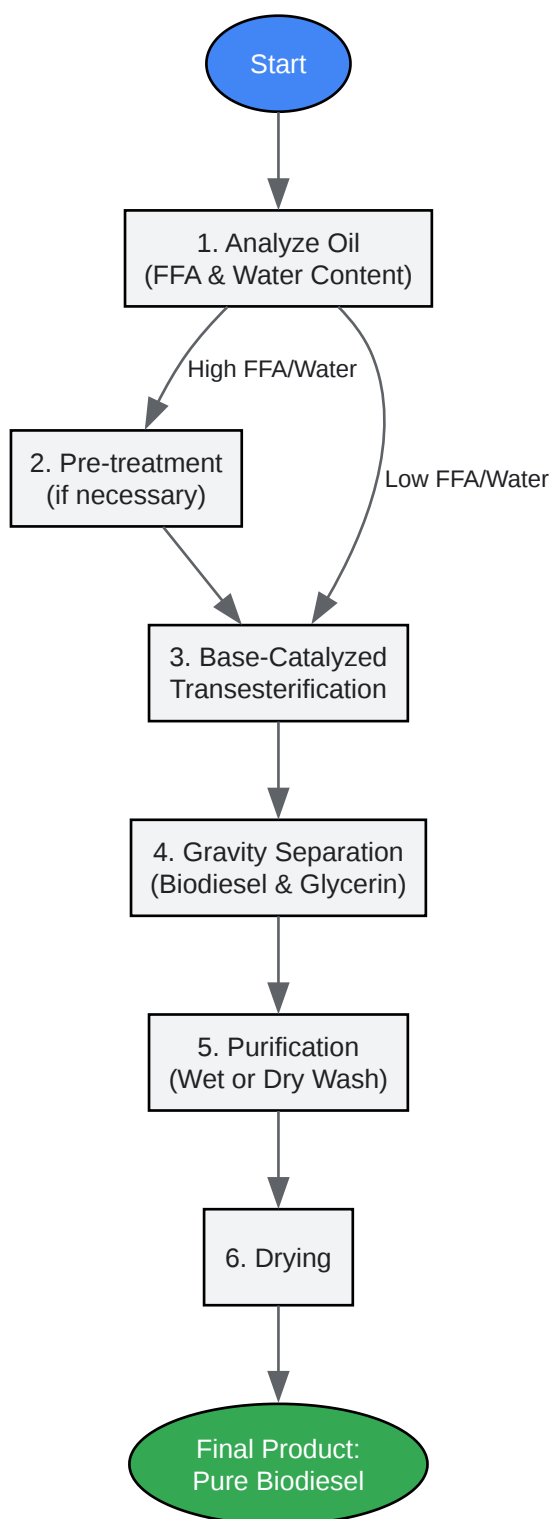 Start
1. Analyze Oil
(FFA & Water Content)
High FFA/Water
2. Pre-treatment
(if necessary)
Low FFA/Water
3. Base-Catalyzed
Transesterification
4. Gravity Separation
(Biodiesel & Glycerin)
5. Purification
(Wet or Dry Wash)
6. Drying
Final Product:
Pure Biodiesel